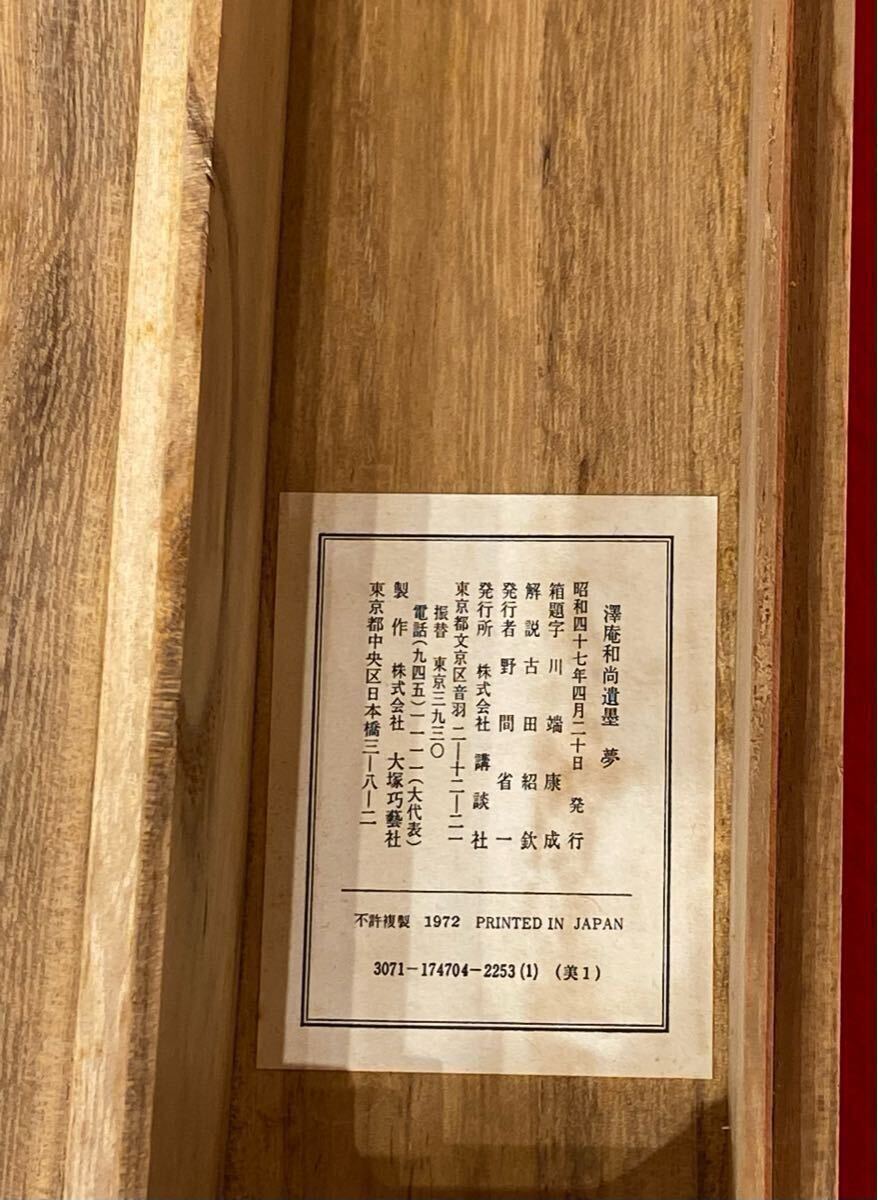 澤庵和尚遺墨 夢
昭和四十七年四月二十日 発行
箱題字 川端康成
解説 古田紹欽
発行者 野間省一
発行所 株式会社 講談社
東京都文京区音羽二―十二―二一
振替 東京三九三〇
電話(九四五)一一一一(大代表)
製作 株式会社 大塚巧藝社
東京都中央区日本橋三―八―二
不許複製 1972 PRINTED IN JAPAN
3071-174704-2253(1) (美1)